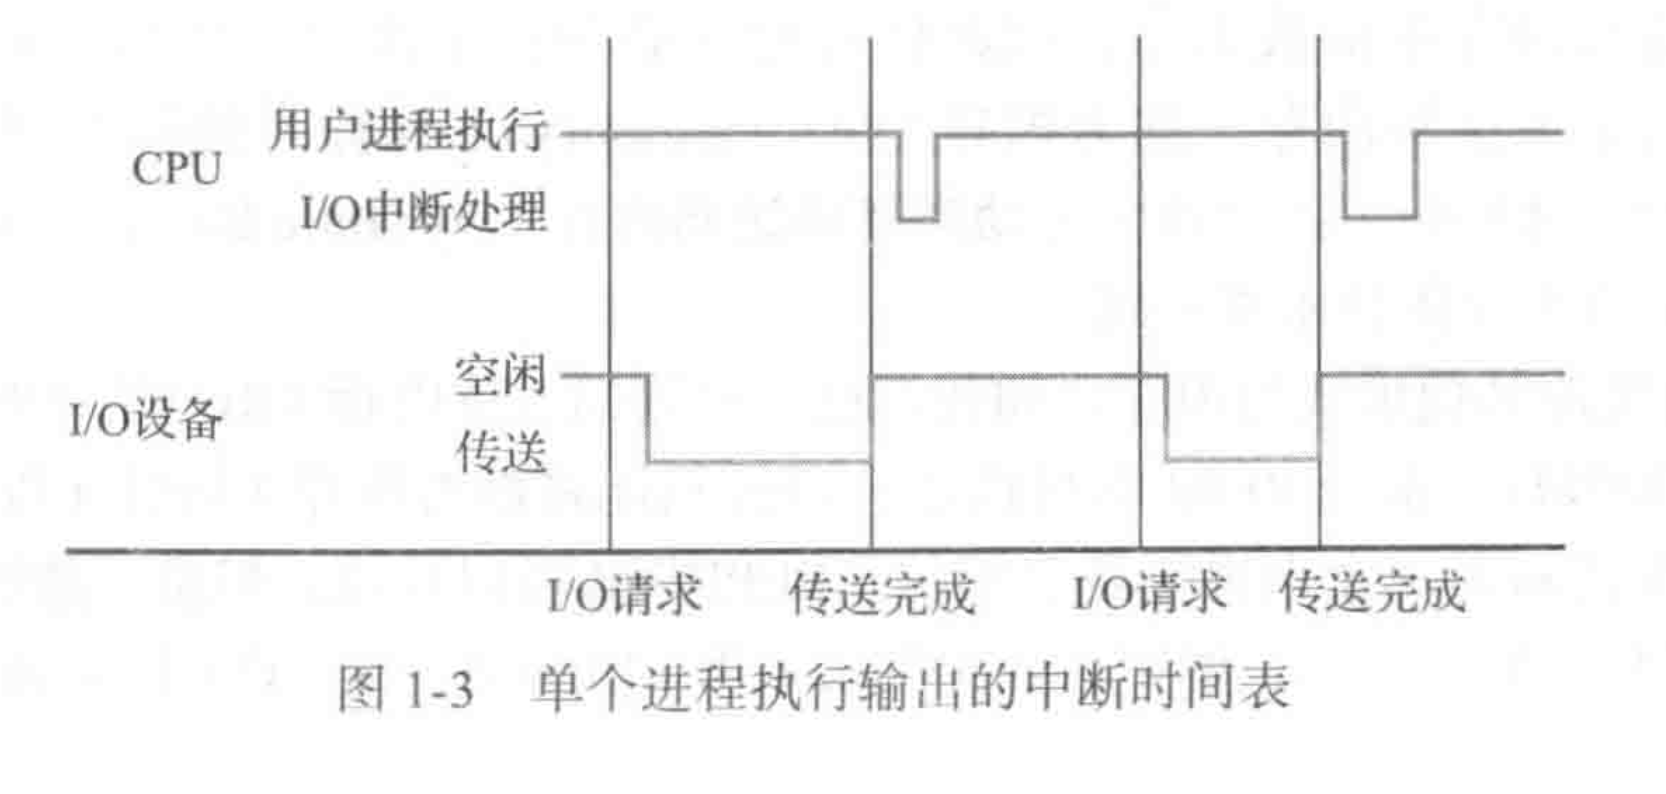 用户进程执行
CPU
I/O中断处理
空闲
I/O设备
传送
I/O请求 传送完成 I/O请求 传送完成
图 1-3 单个进程执行输出的中断时间表